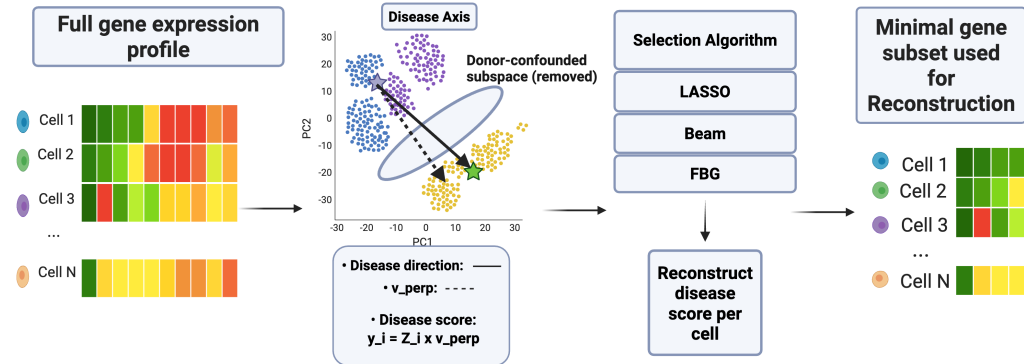 Full gene expression
profile
Cell 1
Cell 2
Cell 3
...
Cell N
Disease Axis
Donor-confounded
subspace (removed)
PC2
30
20
10
0
-10
-20
-30
-30
-20
-10
0
10
20
30
PC1
• Disease direction:
• v_perp:
• Disease score:
y_i = Z_i x v_perp
Selection Algorithm
LASSO
Beam
FBG
Reconstruct
disease
score per
cell
Minimal gene
subset used
for
Reconstruction
Cell 1
Cell 2
Cell 3
...
Cell N